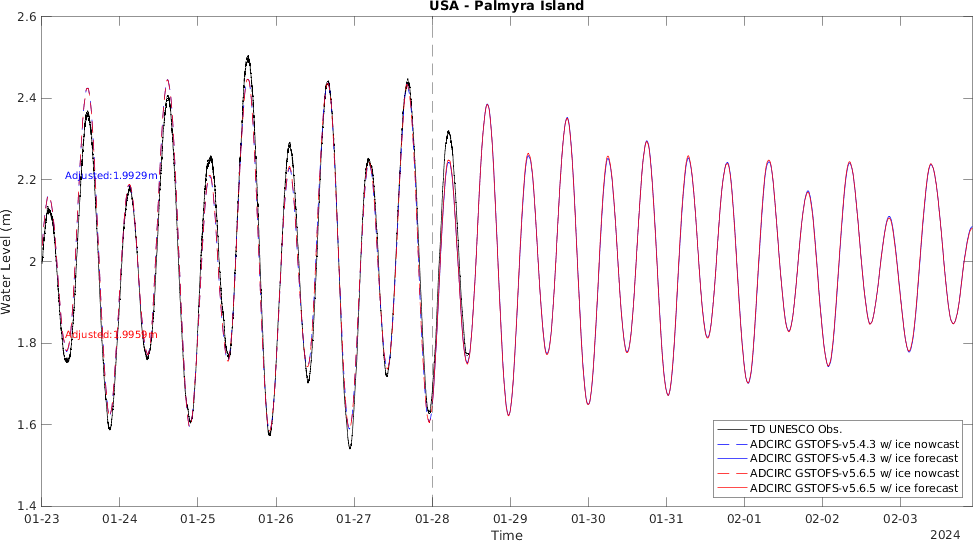 USA - Palmyra Island
2.6
2.4
2.2
2
1.8
1.6
1.4
Water Level (m)
Adjusted:1.9929m
Adjusted:1.9959m
TD UNESCO Obs.
ADCIRC GSTOFS-v5.4.3 w/ ice nowcast
ADCIRC GSTOFS-v5.4.3 w/ ice forecast
ADCIRC GSTOFS-v5.6.5 w/ ice nowcast
ADCIRC GSTOFS-v5.6.5 w/ ice forecast
01-23 01-24 01-25 01-26 01-27 01-28 01-29 01-30 01-31 02-01 02-02 02-03
Time
2024